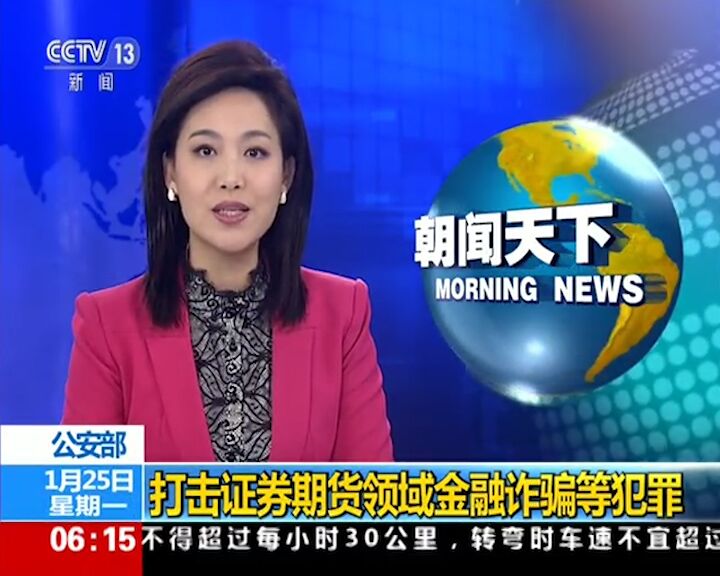 CCTV 13
新闻
朝闻天下
MORNING NEWS
公安部
1月25日
星期一
打击证券期货领域金融诈骗等犯罪
06:15
不得超过每小时30公里，转弯时车速不宜超过